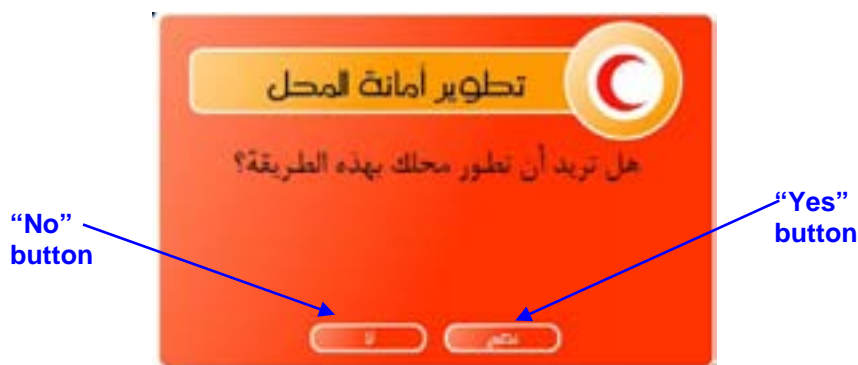 تطوير أمانة المحل
هل تريد أن تطور محلك بهذه الطريقة؟
“No”
button
“Yes”
button
لا
نعم